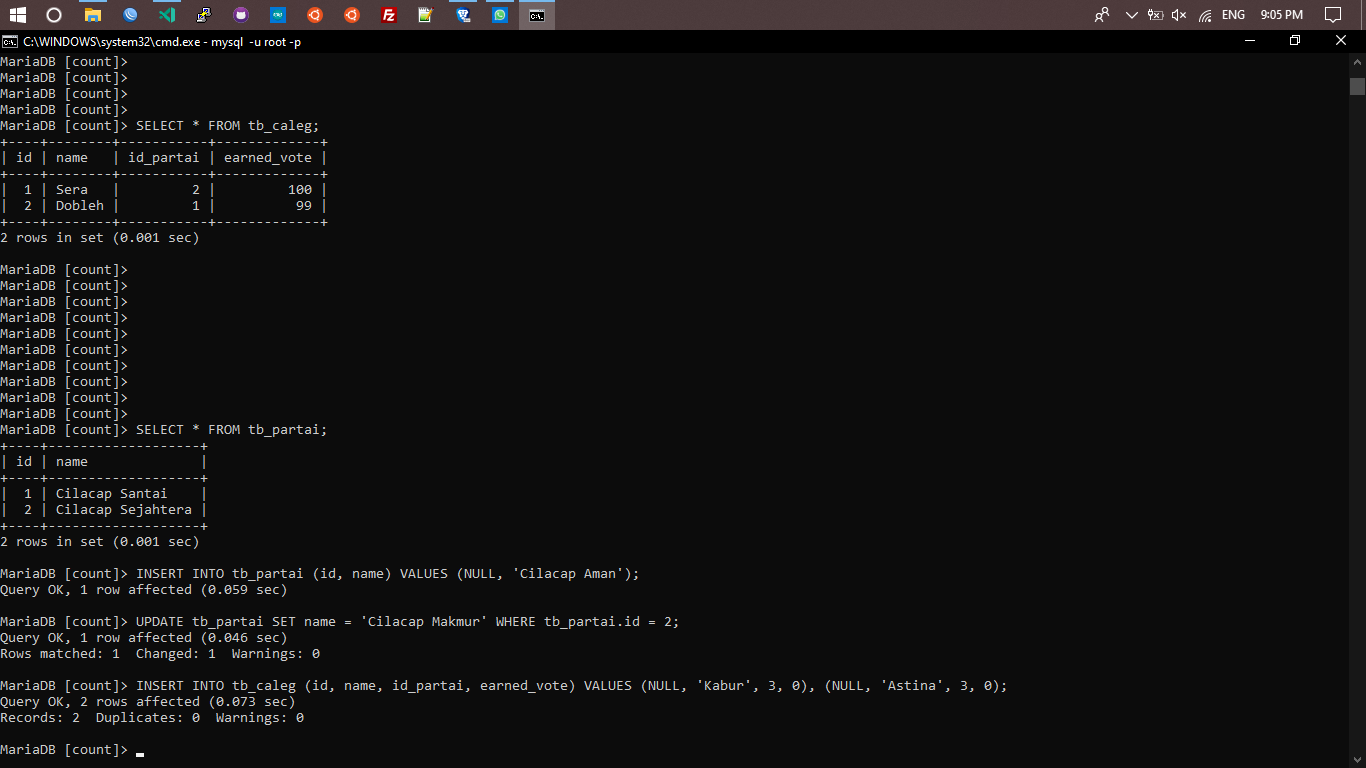 ENG 9:05 PM
C:\WINDOWS\system32\cmd.exe - mysql  -u root -p
MariaDB [count]>
MariaDB [count]>
MariaDB [count]>
MariaDB [count]>
MariaDB [count]> SELECT * FROM tb_caleg;
+----+--------+-----------+-------------+
| id | name   | id_partai | earned_vote |
+----+--------+-----------+-------------+
|  1 | Sera   |         2 |         100 |
|  2 | Dobleh |         1 |          99 |
+----+--------+-----------+-------------+
2 rows in set (0.001 sec)
MariaDB [count]>
MariaDB [count]>
MariaDB [count]>
MariaDB [count]>
MariaDB [count]>
MariaDB [count]>
MariaDB [count]>
MariaDB [count]>
MariaDB [count]>
MariaDB [count]>
MariaDB [count]> SELECT * FROM tb_partai;
+----+-------------------+
| id | name              |
+----+-------------------+
|  1 | Cilacap Santai    |
|  2 | Cilacap Sejahtera |
+----+-------------------+
2 rows in set (0.001 sec)
MariaDB [count]> INSERT INTO tb_partai (id, name) VALUES (NULL, 'Cilacap Aman');
Query OK, 1 row affected (0.059 sec)
MariaDB [count]> UPDATE tb_partai SET name = 'Cilacap Makmur' WHERE tb_partai.id = 2;
Query OK, 1 row affected (0.046 sec)
Rows matched: 1  Changed: 1  Warnings: 0
MariaDB [count]> INSERT INTO tb_caleg (id, name, id_partai, earned_vote) VALUES (NULL, 'Kabur', 3, 0), (NULL, 'Astina', 3, 0);
Query OK, 2 rows affected (0.073 sec)
Records: 2  Duplicates: 0  Warnings: 0
MariaDB [count]>